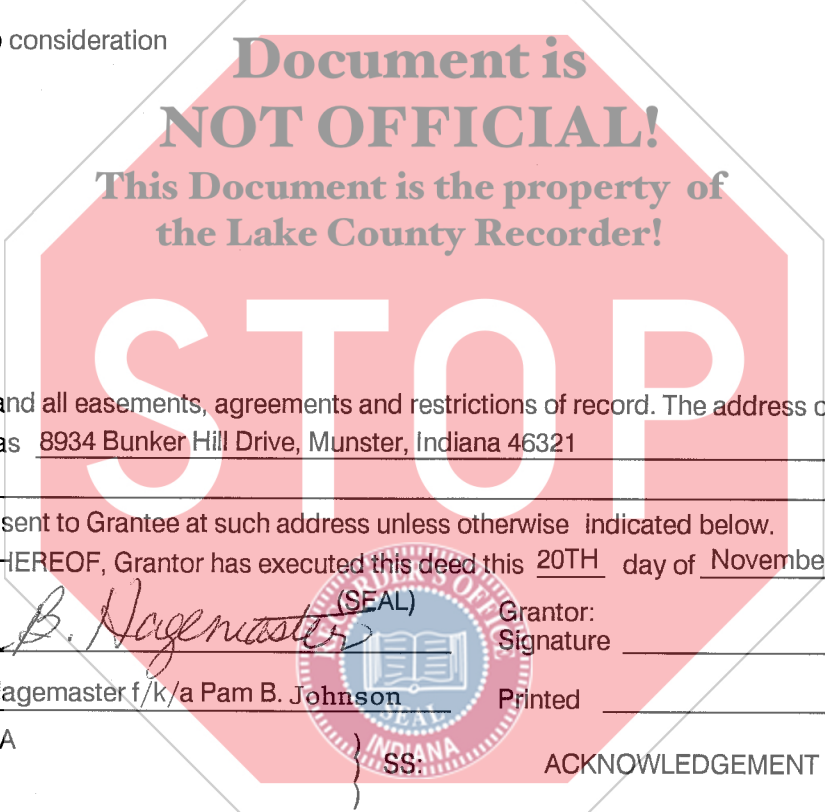 consideration
Document is
NOT OFFICIAL!
This Document is the property of
the Lake County Recorder!
STOP
and all easements, agreements and restrictions of record. The address o
as 8934 Bunker Hill Drive, Munster, Indiana 46321
sent to Grantee at such address unless otherwise indicated below.
HEREOF, Grantor has executed this deed this 20TH day of Novembe
(SEAL) Grantor:
B. Hagemaster Signature
agemaster f/k/a Pam B. Johnson Printed
RECORDER'S OFFICE
SEAL
INDIANA
A
SS: ACKNOWLEDGEMENT